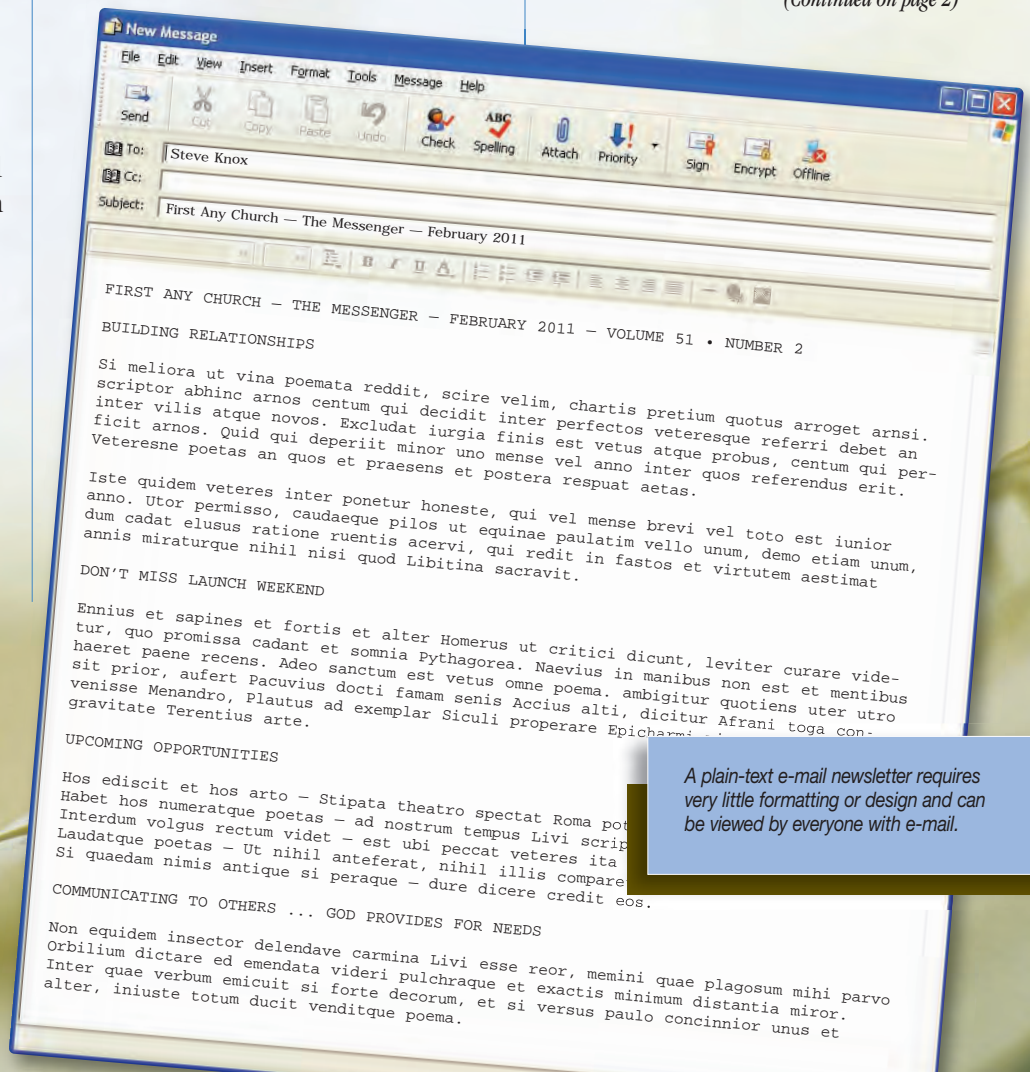 (Continued on page 2)
New Message
File Edit View Insert Format Tools Message Help
Send Cut Copy Paste Undo Check Spelling Attach Priority Sign Encrypt Offline
ABC
To: Steve Knox
Cc:
Subject: First Any Church — The Messenger — February 2011
B I U A
FIRST ANY CHURCH — THE MESSENGER — FEBRUARY 2011 — VOLUME 51 • NUMBER 2
BUILDING RELATIONSHIPS
Si meliora ut vina poemata reddit, scire velim, chartis pretium quotus arroget arnsi.
scriptor abhinc arnos centum qui decidit inter perfectos veteresque referri debet an
inter vilis atque novos. Excludat iurgia finis est vetus atque probus, centum qui per-
ficit arnos. Quid qui deperiit minor uno mense vel anno inter quos referendus erit.
Veteresne poetas an quos et praesens et postera respuat aetas.
Iste quidem veteres inter ponetur honeste, qui vel mense brevi vel toto est iunior
anno. Utor permisso, caudaeque pilos ut equinae paulatim vello unum, demo etiam unum,
dum cadat elusus ratione ruentis acervi, qui redit in fastos et virtutem aestimat
annis miraturque nihil nisi quod Libitina sacravit.
DON'T MISS LAUNCH WEEKEND
Ennius et sapines et fortis et alter Homerus ut critici dicunt, leviter curare vide-
tur, quo promissa cadant et somnia Pythagorea. Naevius in manibus non est et mentibus
haeret paene recens. Adeo sanctum est vetus omne poema. ambigitur quotiens uter utro
sit prior, aufert Pacuvius docti famam senis Accius alti, dicitur Afrani toga con-
venisse Menandro, Plautus ad exemplar Siculi properare Epicharmi
gravitate Terentius arte.
UPCOMING OPPORTUNITIES
Hos ediscit et hos arto — Stipata theatro spectat Roma pot
Habet hos numeratque poetas — ad nostrum tempus Livi scrip
Interdum volgus rectum videt — est ubi peccat veteres ita
Laudatque poetas — Ut nihil anteferat, nihil illis compare
Si quaedam nimis antique si peraque — dure dicere credit eos.
COMMUNICATING TO OTHERS ... GOD PROVIDES FOR NEEDS
Non equidem insector delendave carmina Livi esse reor, memini quae plagosum mihi parvo
Orbilium dictare ed emendata videri pulchraque et exactis minimum distantia miror.
Inter quae verbum emicuit si forte decorum, et si versus paulo concinnior unus et
alter, iniuste totum ducit venditque poema.
A plain-text e-mail newsletter requires
very little formatting or design and can
be viewed by everyone with e-mail.